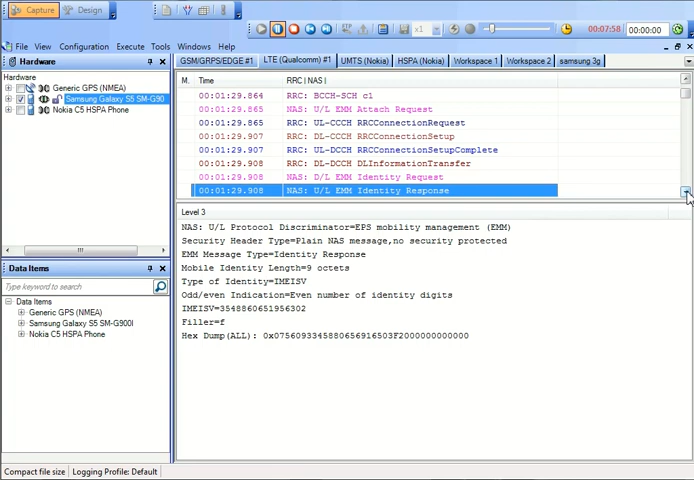 Capture
Design
x1
00:07:58
00:00:00
File View Configuration Execute Tools Windows Help
Hardware
Hardware
Generic GPS (NMEA)
Samsung Galaxy S5 SM-G90
Nokia C5 HSPA Phone
Data Items
Type keyword to search
Data Items
Generic GPS (NMEA)
Samsung Galaxy S5 SM-G900I
Nokia C5 HSPA Phone
GSM/GPRS/EDGE #1 LTE (Qualcomm) #1 UMTS (Nokia) HSPA (Nokia) Workspace 1 Workspace 2 samsung 3g
M. Time RRC|NAS|
00:01:29.864 RRC: BCCH-SCH c1
00:01:29.865 NAS: U/L EMM Attach Request
00:01:29.865 RRC: UL-CCCH RRCConnectionRequest
00:01:29.907 RRC: DL-CCCH RRCConnectionSetup
00:01:29.907 RRC: UL-DCCH RRCConnectionSetupComplete
00:01:29.908 RRC: DL-DCCH DLInformationTransfer
00:01:29.908 NAS: D/L EMM Identity Request
00:01:29.908 NAS: U/L EMM Identity Response
Level 3
NAS: U/L Protocol Discriminator=EPS mobility management (EMM)
Security Header Type=Plain NAS message,no security protected
EMM Message Type=Identity Response
Mobile Identity Length=9 octets
Type of Identity=IMEISV
Odd/even Indication=Even number of identity digits
IMEISV=3548860651956302
Filler=f
Hex Dump(ALL): 0x0756093345880656916503F2000000000000
Compact file size
Logging Profile: Default